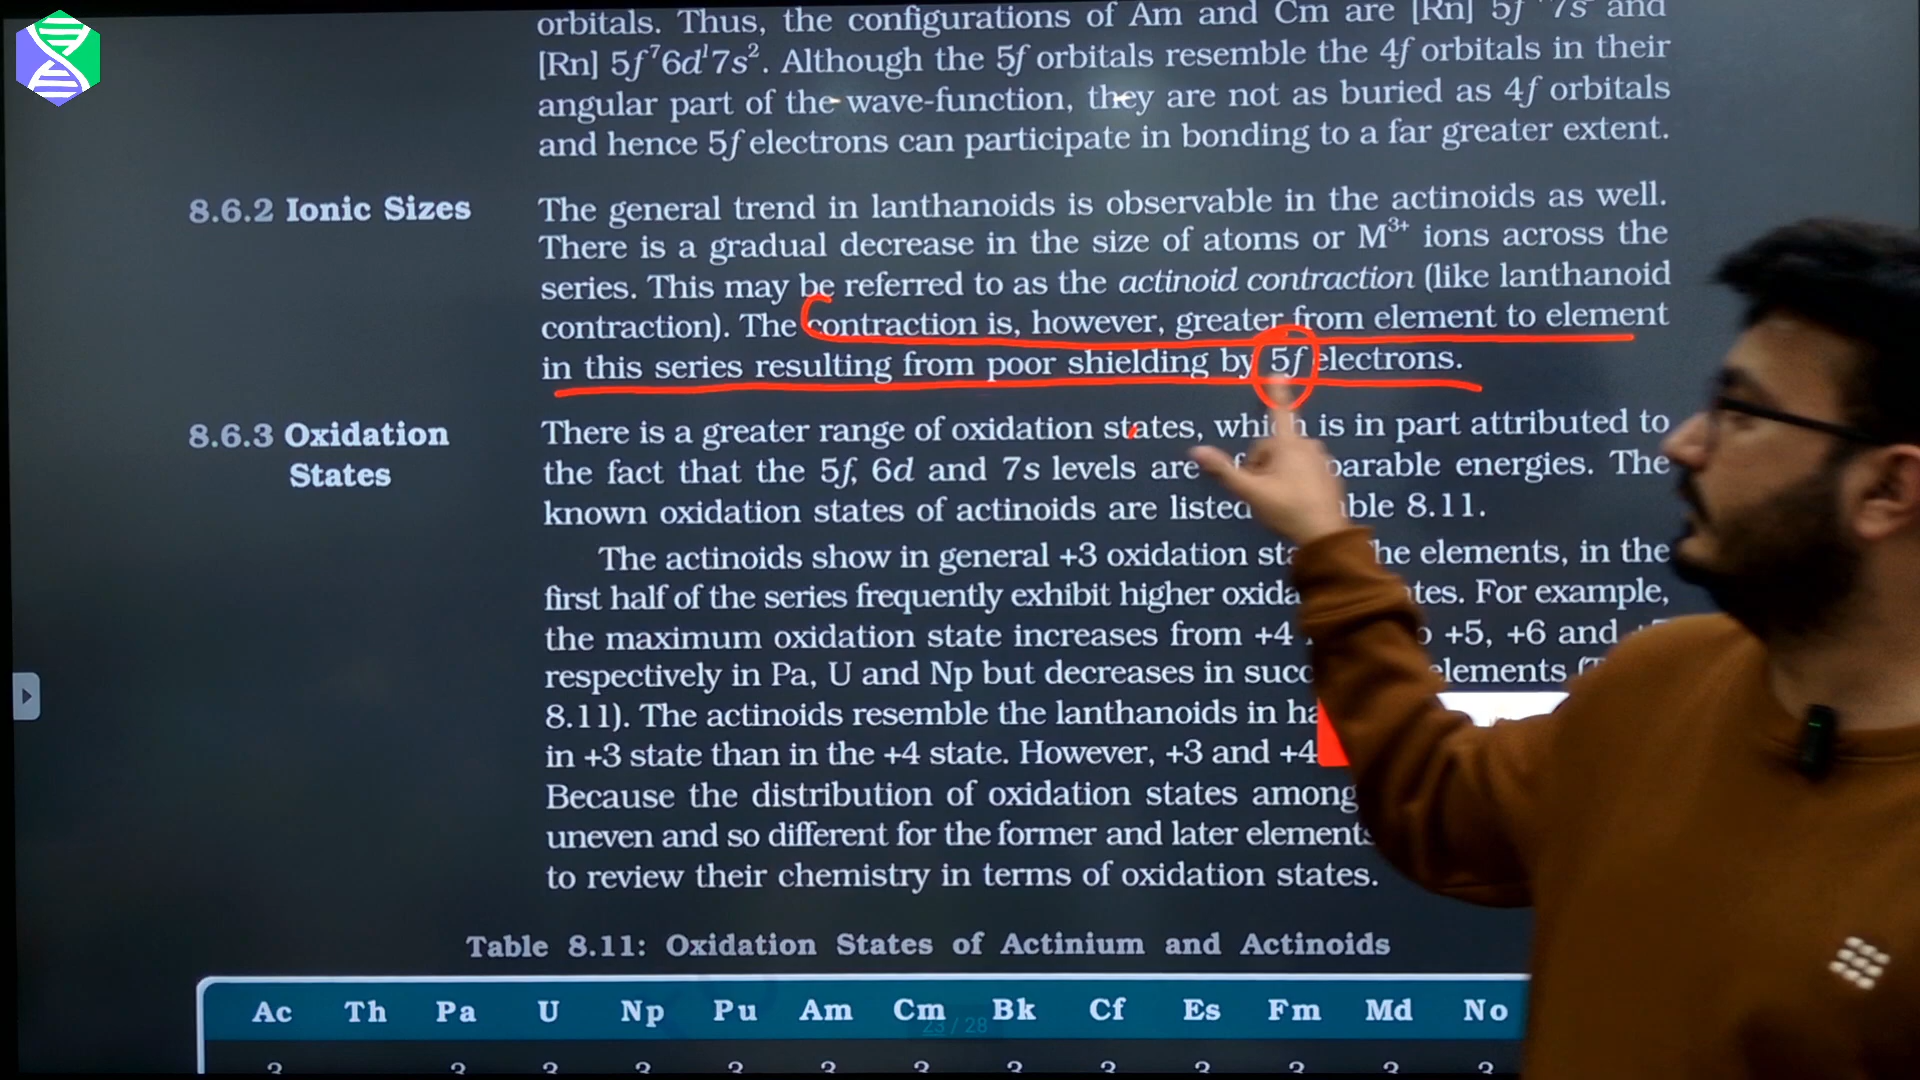 orbitals. Thus, the configurations of Am and Cm are [Rn] 5f 7s and
[Rn] 5f⁷6d¹7s². Although the 5f orbitals resemble the 4f orbitals in their
angular part of the wave-function, they are not as buried as 4f orbitals
and hence 5f electrons can participate in bonding to a far greater extent.
8.6.2 Ionic Sizes
The general trend in lanthanoids is observable in the actinoids as well.
There is a gradual decrease in the size of atoms or M³⁺ ions across the
series. This may be referred to as the actinoid contraction (like lanthanoid
contraction). The contraction is, however, greater from element to element
in this series resulting from poor shielding by 5f electrons.
8.6.3 Oxidation
States
There is a greater range of oxidation states, which is in part attributed to
the fact that the 5f, 6d and 7s levels are parable energies. The
known oxidation states of actinoids are listed ble 8.11.
The actinoids show in general +3 oxidation sta he elements, in the
first half of the series frequently exhibit higher oxida tes. For example,
the maximum oxidation state increases from +4 +5, +6 and
respectively in Pa, U and Np but decreases in succ elements
8.11). The actinoids resemble the lanthanoids in ha
in +3 state than in the +4 state. However, +3 and +4
Because the distribution of oxidation states among
uneven and so different for the former and later elements
to review their chemistry in terms of oxidation states.
Table 8.11: Oxidation States of Actinium and Actinoids
Ac Th Pa U Np Pu Am Cm Bk Cf Es Fm Md No
23 / 28